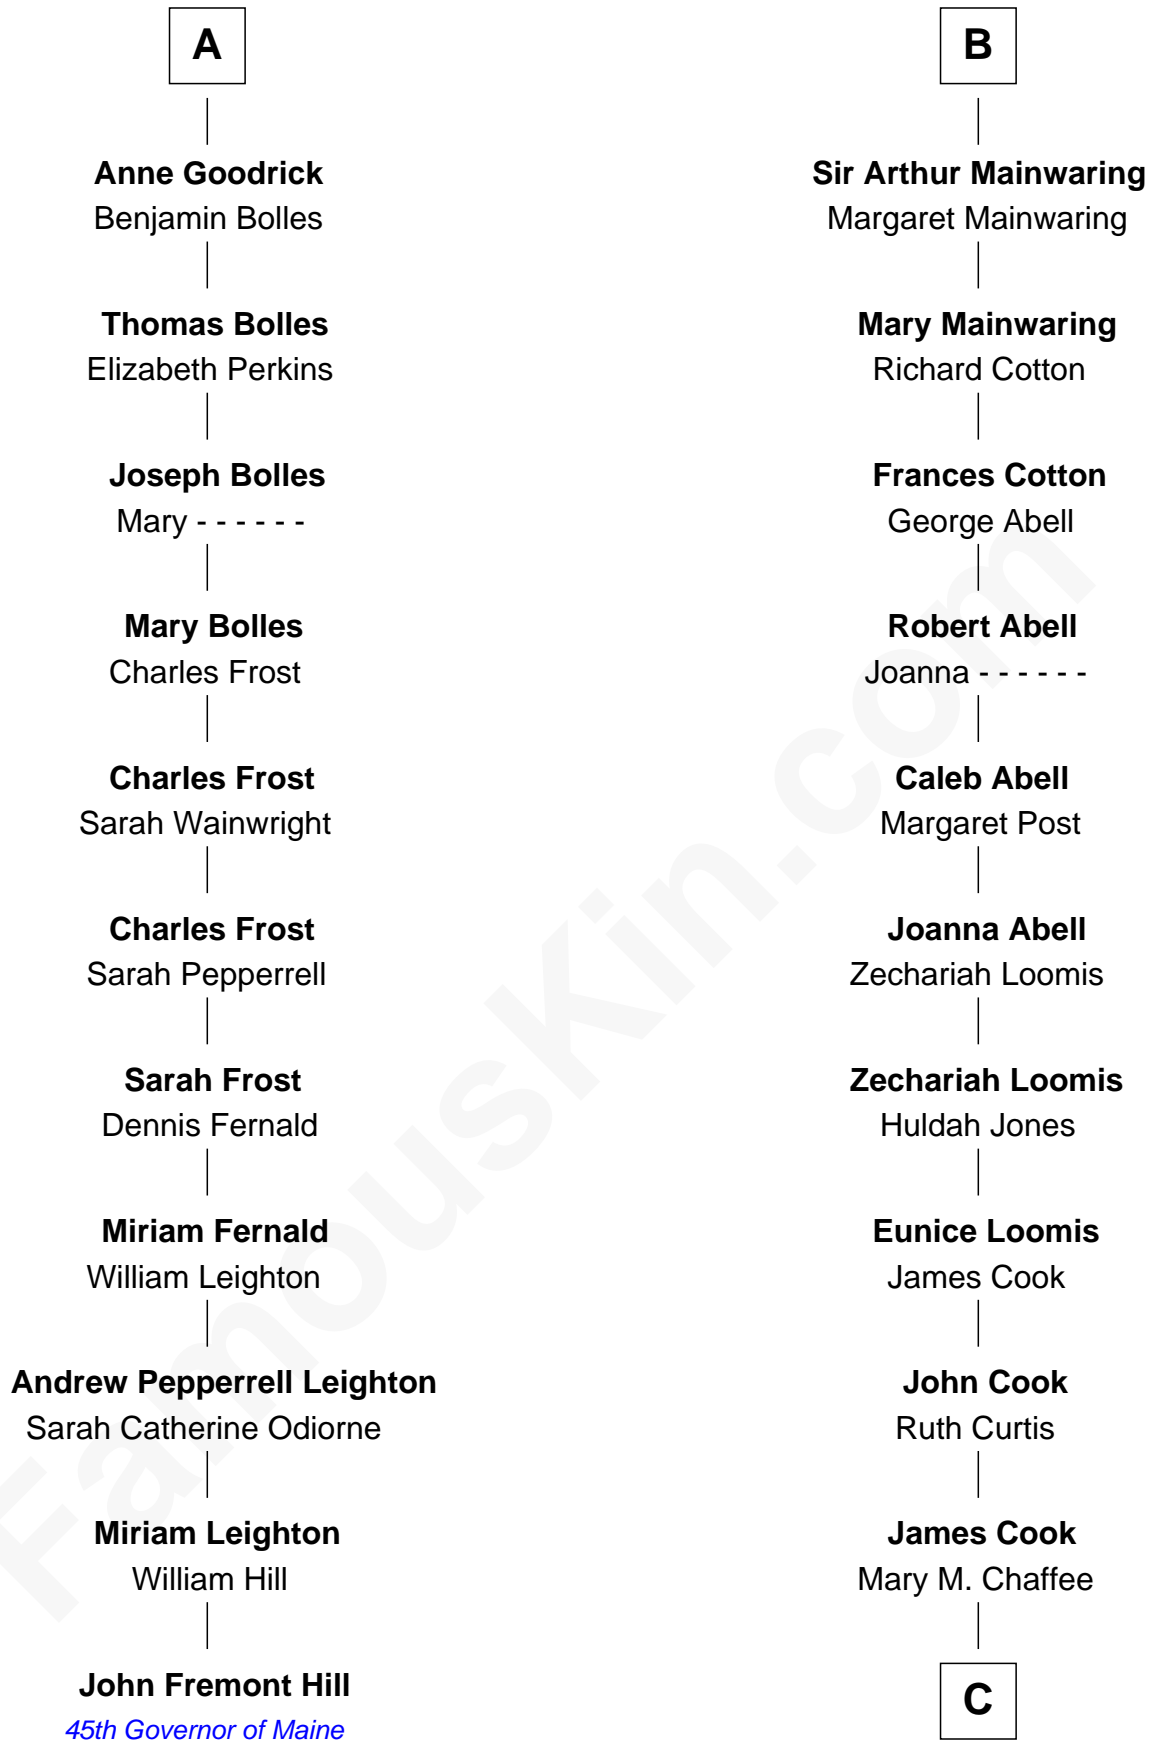 A
Anne Goodrick
Benjamin Bolles
Thomas Bolles
Elizabeth Perkins
Joseph Bolles
Mary - - - - - -
Mary Bolles
Charles Frost
Charles Frost
Sarah Wainwright
Charles Frost
Sarah Pepperrell
Sarah Frost
Dennis Fernald
Miriam Fernald
William Leighton
Andrew Pepperrell Leighton
Sarah Catherine Odiorne
Miriam Leighton
William Hill
John Fremont Hill
45th Governor of Maine
B
Sir Arthur Mainwaring
Margaret Mainwaring
Mary Mainwaring
Richard Cotton
Frances Cotton
George Abell
Robert Abell
Joanna - - - - - -
Caleb Abell
Margaret Post
Joanna Abell
Zechariah Loomis
Zechariah Loomis
Huldah Jones
Eunice Loomis
James Cook
John Cook
Ruth Curtis
James Cook
Mary M. Chaffee
C
FamousKin.com